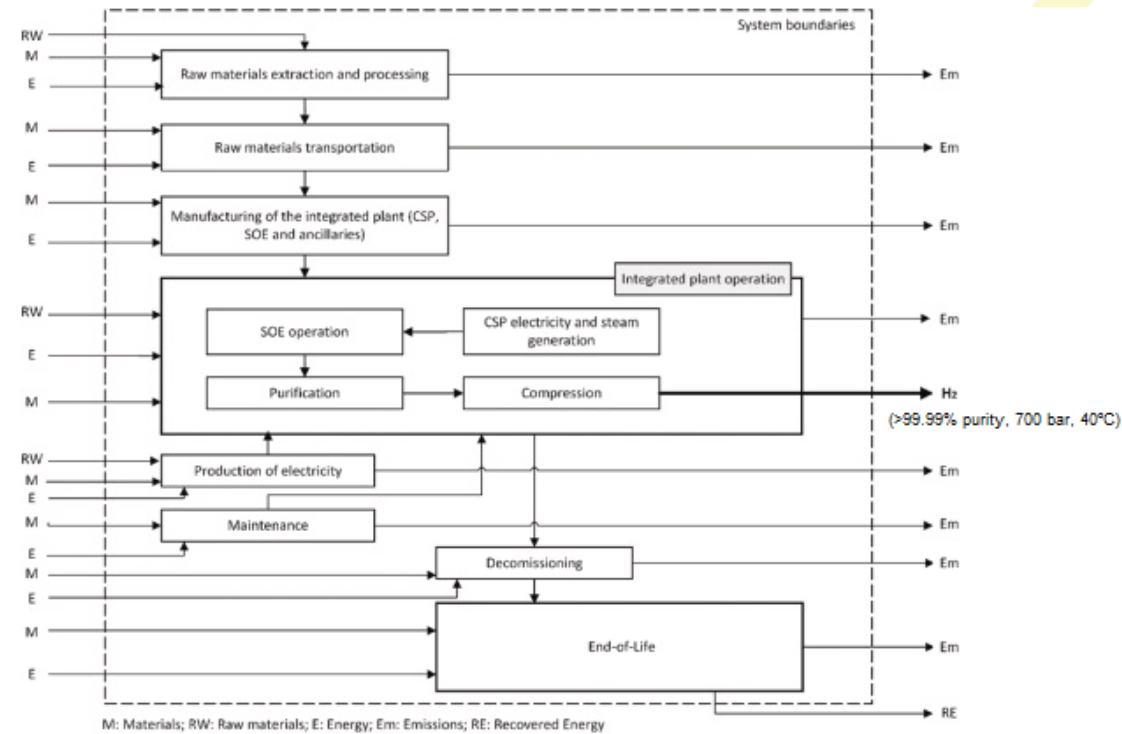 System boundaries
RW
M
E
Raw materials extraction and processing
Em
M
E
Raw materials transportation
Em
M
E
Manufacturing of the integrated plant (CSP,
SOE and ancillaries)
Em
Integrated plant operation
RW
E
M
SOE operation
CSP electricity and steam
generation
Em
Purification
Compression
H₂
(>99.99% purity, 700 bar, 40ºC)
RW
M
E
Production of electricity
Em
M
E
Maintenance
Em
M
E
Decomissioning
Em
M
E
End-of-Life
Em
RE
M: Materials; RW: Raw materials; E: Energy; Em: Emissions; RE: Recovered Energy